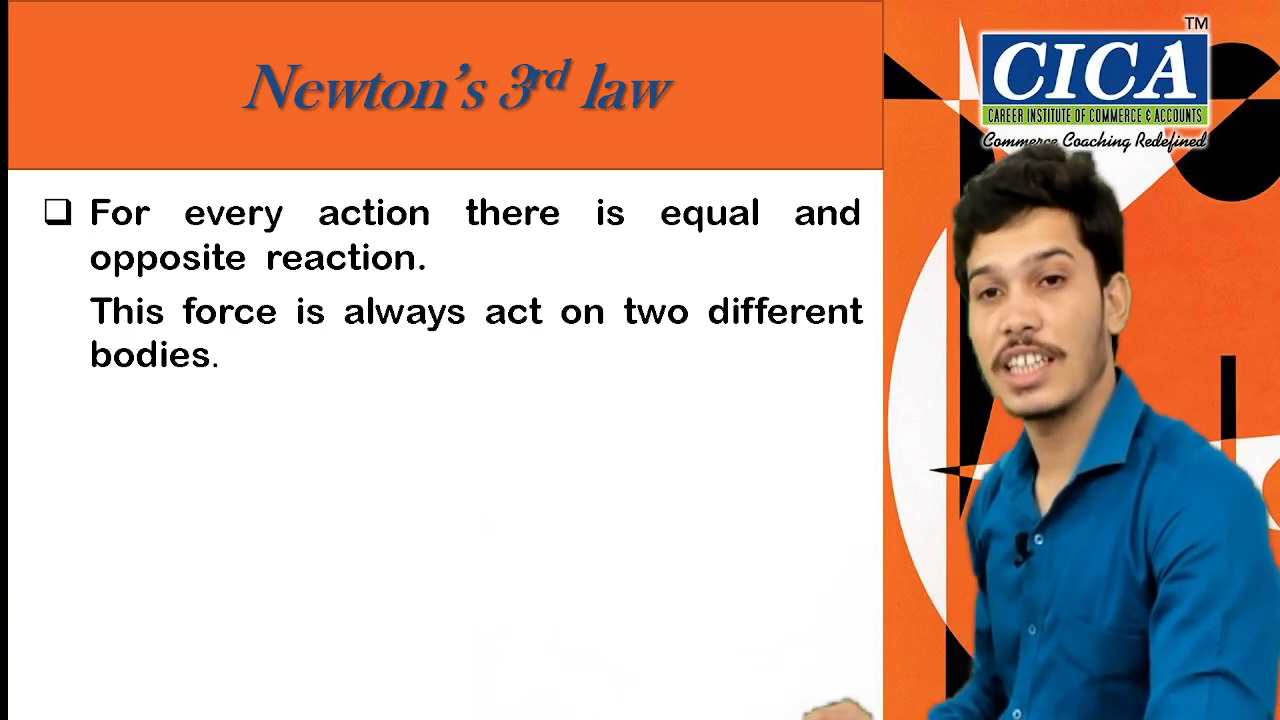 Newton's 3rd law
TM
CICA
CAREER INSTITUTE OF COMMERCE & ACCOUNTS
Commerce Coaching Redefined
❑ For every action there is equal and
opposite reaction.
This force is always act on two different
bodies.